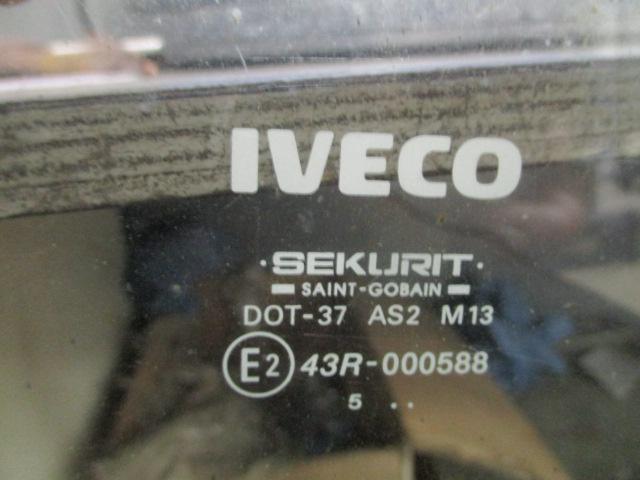 IVECO
·SEKURIT·
SAINT-GOBAIN
DOT-37 AS2 M13
E2 43R-000588
5 ..